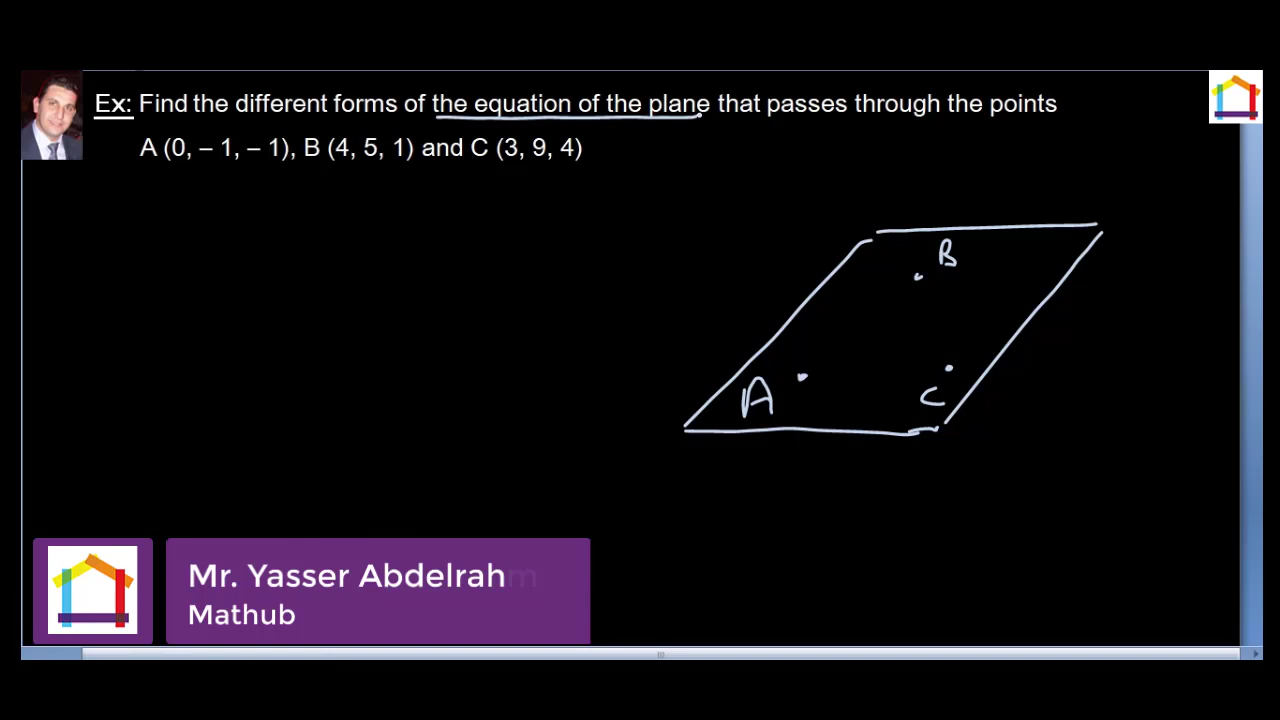 Ex: Find the different forms of the equation of the plane that passes through the points
A (0, – 1, – 1), B (4, 5, 1) and C (3, 9, 4)
B
A
C
Mr. Yasser Abdelrahm
Mathub